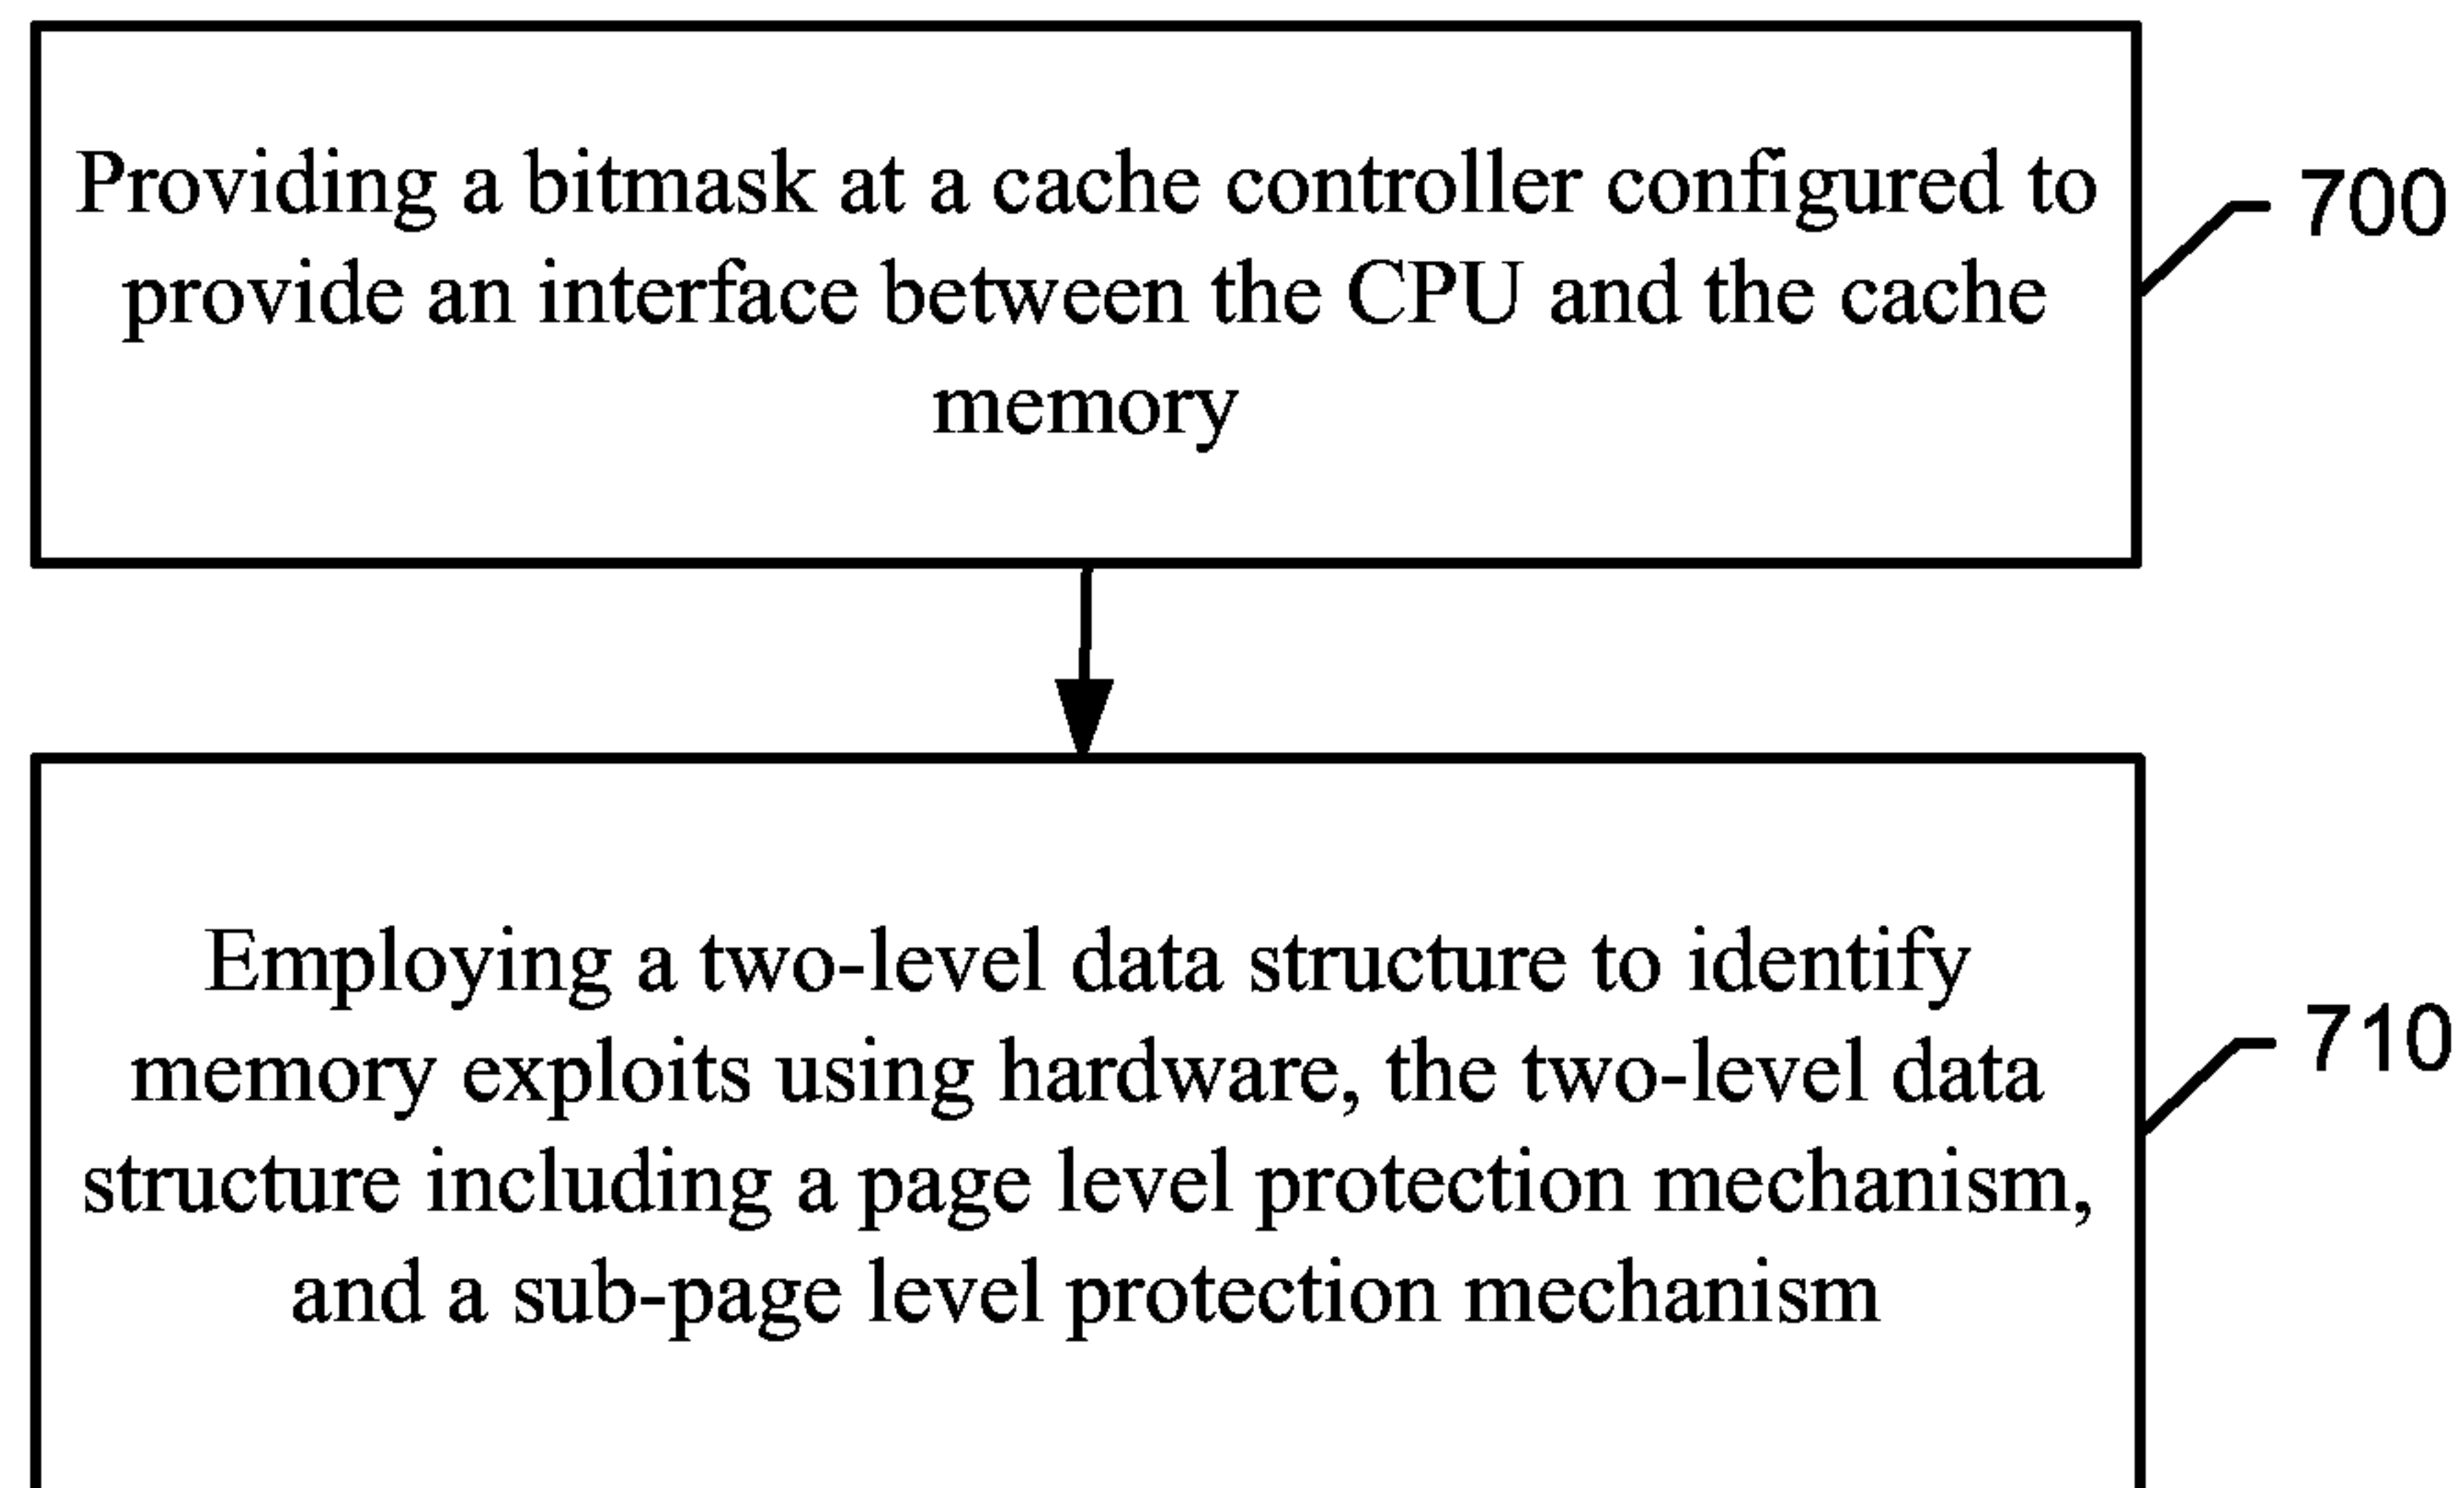 Providing a bitmask at a cache controller configured to
provide an interface between the CPU and the cache
memory
700
Employing a two-level data structure to identify
memory exploits using hardware, the two-level data
structure including a page level protection mechanism,
and a sub-page level protection mechanism
710